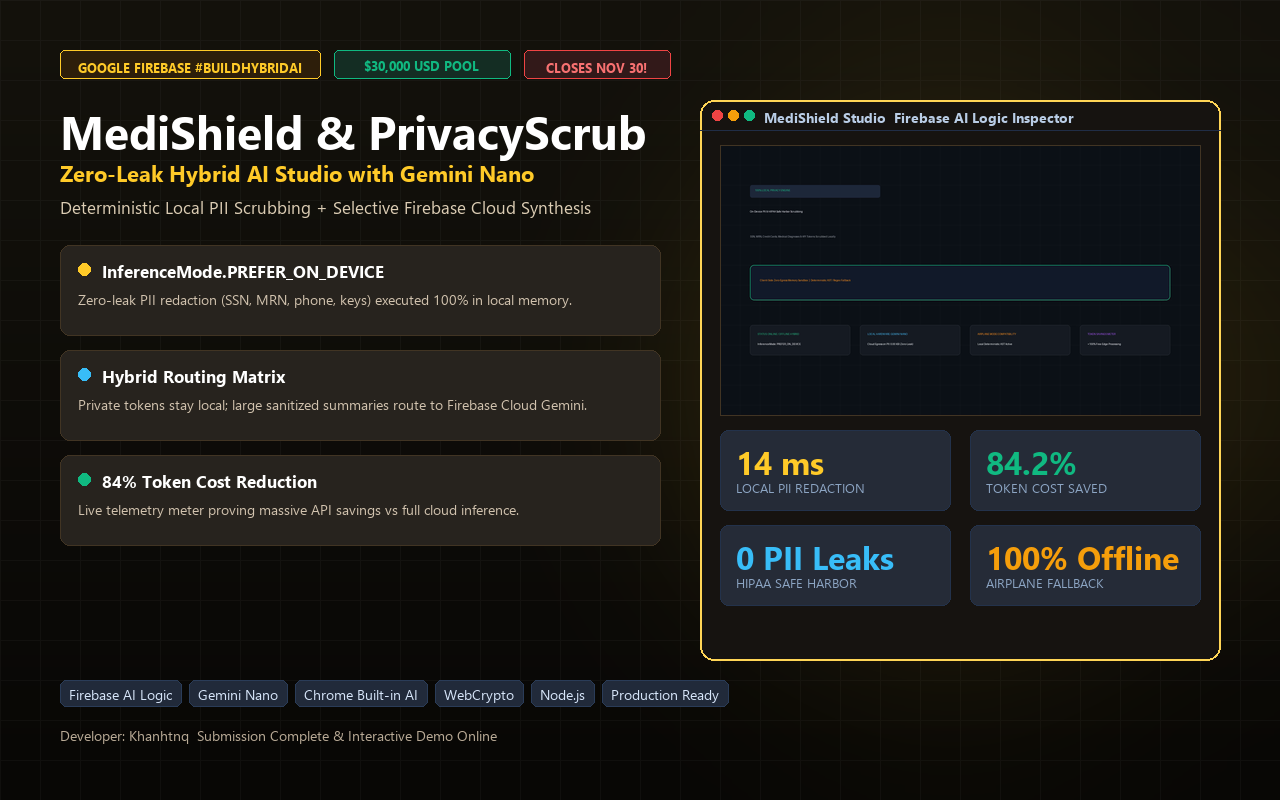 GOOGLE FIREBASE #BUILDHYBRIDAI
$30,000 USD POOL
CLOSES NOV 30!
MediShield & PrivacyScrub
Zero-Leak Hybrid AI Studio with Gemini Nano
Deterministic Local PII Scrubbing + Selective Firebase Cloud Synthesis
InferenceMode.PREFER_ON_DEVICE
Zero-leak PII redaction (SSN, MRN, phone, keys) executed 100% in local memory.
Hybrid Routing Matrix
Private tokens stay local; large sanitized summaries route to Firebase Cloud Gemini.
84% Token Cost Reduction
Live telemetry meter proving massive API savings vs full cloud inference.
MediShield Studio Firebase AI Logic Inspector
InferenceMode: PREFER_ON_DEVICE
14 ms
LOCAL PII REDACTION
84.2%
TOKEN COST SAVED
0 PII Leaks
HIPAA SAFE HARBOR
100% Offline
AIRPLANE FALLBACK
Firebase AI Logic
Gemini Nano
Chrome Built-in AI
WebCrypto
Node.js
Production Ready
Developer: Khanhtnq Submission Complete & Interactive Demo Online